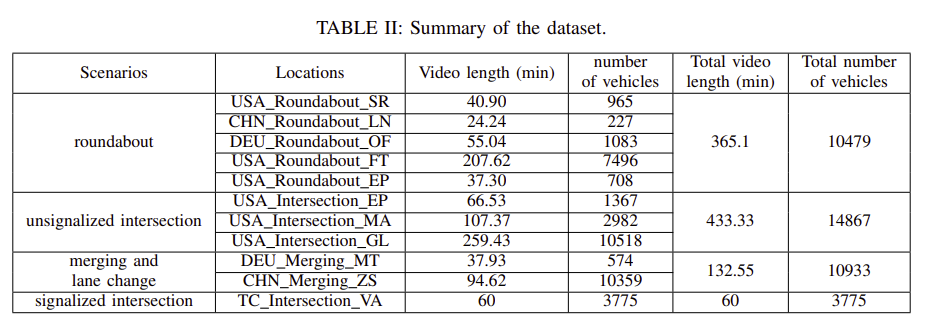 TABLE II: Summary of the dataset.
Scenarios Locations Video length (min) number of vehicles Total video length (min) Total number of vehicles
roundabout USA_Roundabout_SR 40.90 965 365.1 10479
CHN_Roundabout_LN 24.24 227
DEU_Roundabout_OF 55.04 1083
USA_Roundabout_FT 207.62 7496
USA_Roundabout_EP 37.30 708
unsignalized intersection USA_Intersection_EP 66.53 1367 433.33 14867
USA_Intersection_MA 107.37 2982
USA_Intersection_GL 259.43 10518
merging and lane change DEU_Merging_MT 37.93 574 132.55 10933
CHN_Merging_ZS 94.62 10359
signalized intersection TC_Intersection_VA 60 3775 60 3775